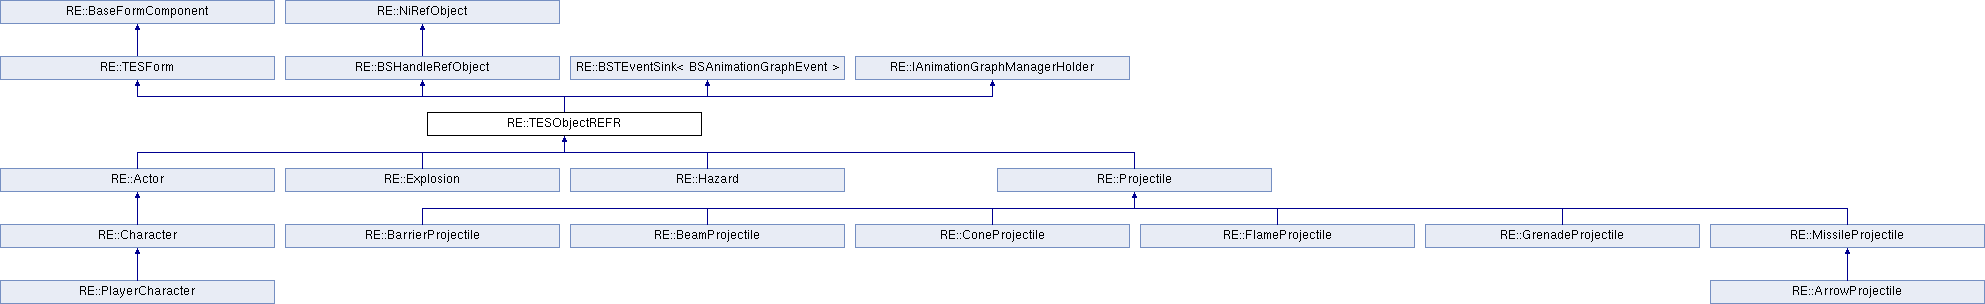 RE::BaseFormComponent
RE::NiRefObject
RE::TESForm
RE::BSHandleRefObject
RE::BSTEventSink< BSAnimationGraphEvent >
RE::IAnimationGraphManagerHolder
RE::TESObjectREFR
RE::Actor
RE::Explosion
RE::Hazard
RE::Projectile
RE::Character
RE::BarrierProjectile
RE::BeamProjectile
RE::ConeProjectile
RE::FlameProjectile
RE::GrenadeProjectile
RE::MissileProjectile
RE::PlayerCharacter
RE::ArrowProjectile